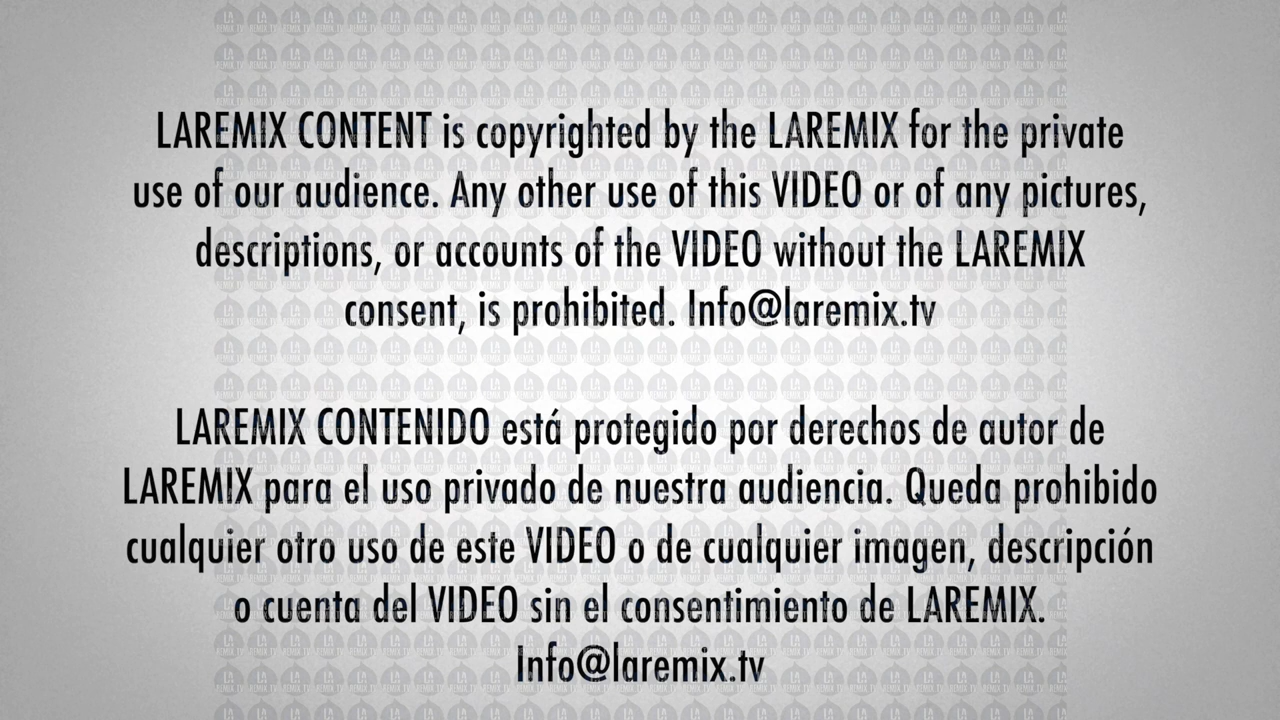 LAREMIX CONTENT is copyrighted by the LAREMIX for the private
use of our audience. Any other use of this VIDEO or of any pictures,
descriptions, or accounts of the VIDEO without the LAREMIX
consent, is prohibited. Info@laremix.tv
LAREMIX CONTENIDO está protegido por derechos de autor de
LAREMIX para el uso privado de nuestra audiencia. Queda prohibido
cualquier otro uso de este VIDEO o de cualquier imagen, descripción
o cuenta del VIDEO sin el consentimiento de LAREMIX.
Info@laremix.tv